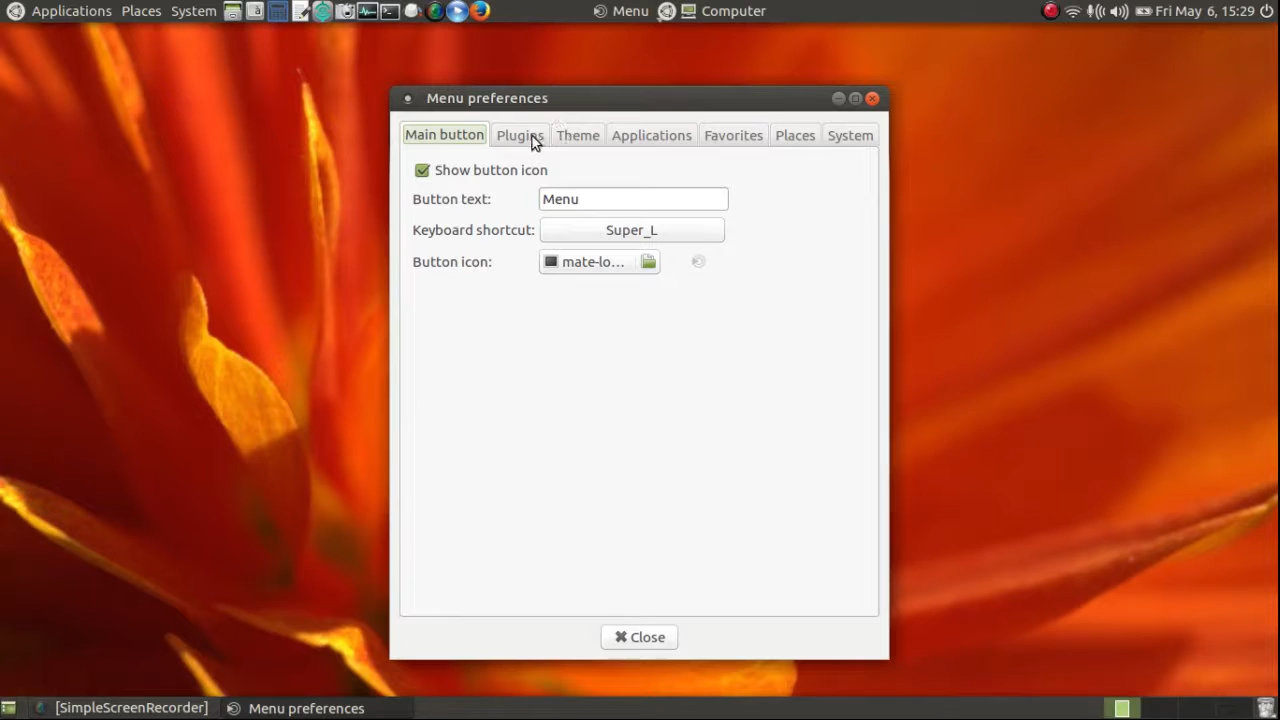 Applications Places System Menu Computer Fri May 6, 15:29
Menu preferences
Main button Plugins Theme Applications Favorites Places System
Show button icon
Button text: Menu
Keyboard shortcut: Super_L
Button icon: mate-lo...
Close
[SimpleScreenRecorder] Menu preferences